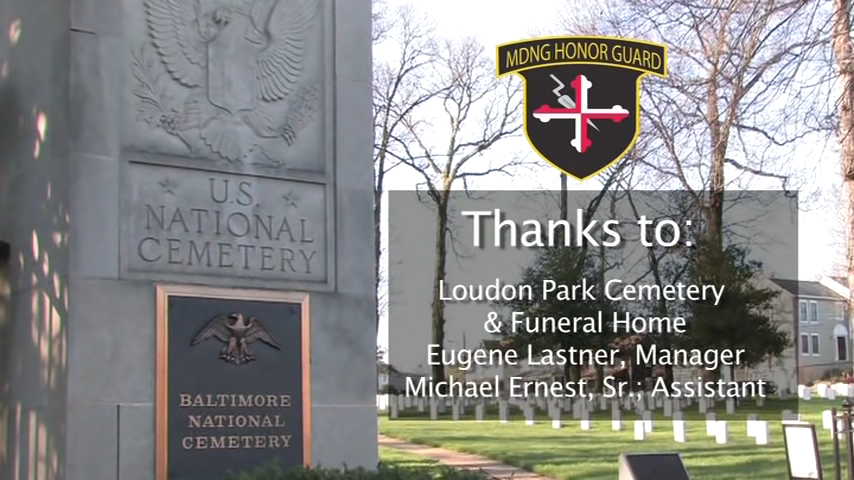 U.S.
NATIONAL
CEMETERY
BALTIMORE
NATIONAL
CEMETERY
MDNG HONOR GUARD
Thanks to:
Loudon Park Cemetery
& Funeral Home
Eugene Lastner, Manager
Michael Ernest, Sr.; Assistant